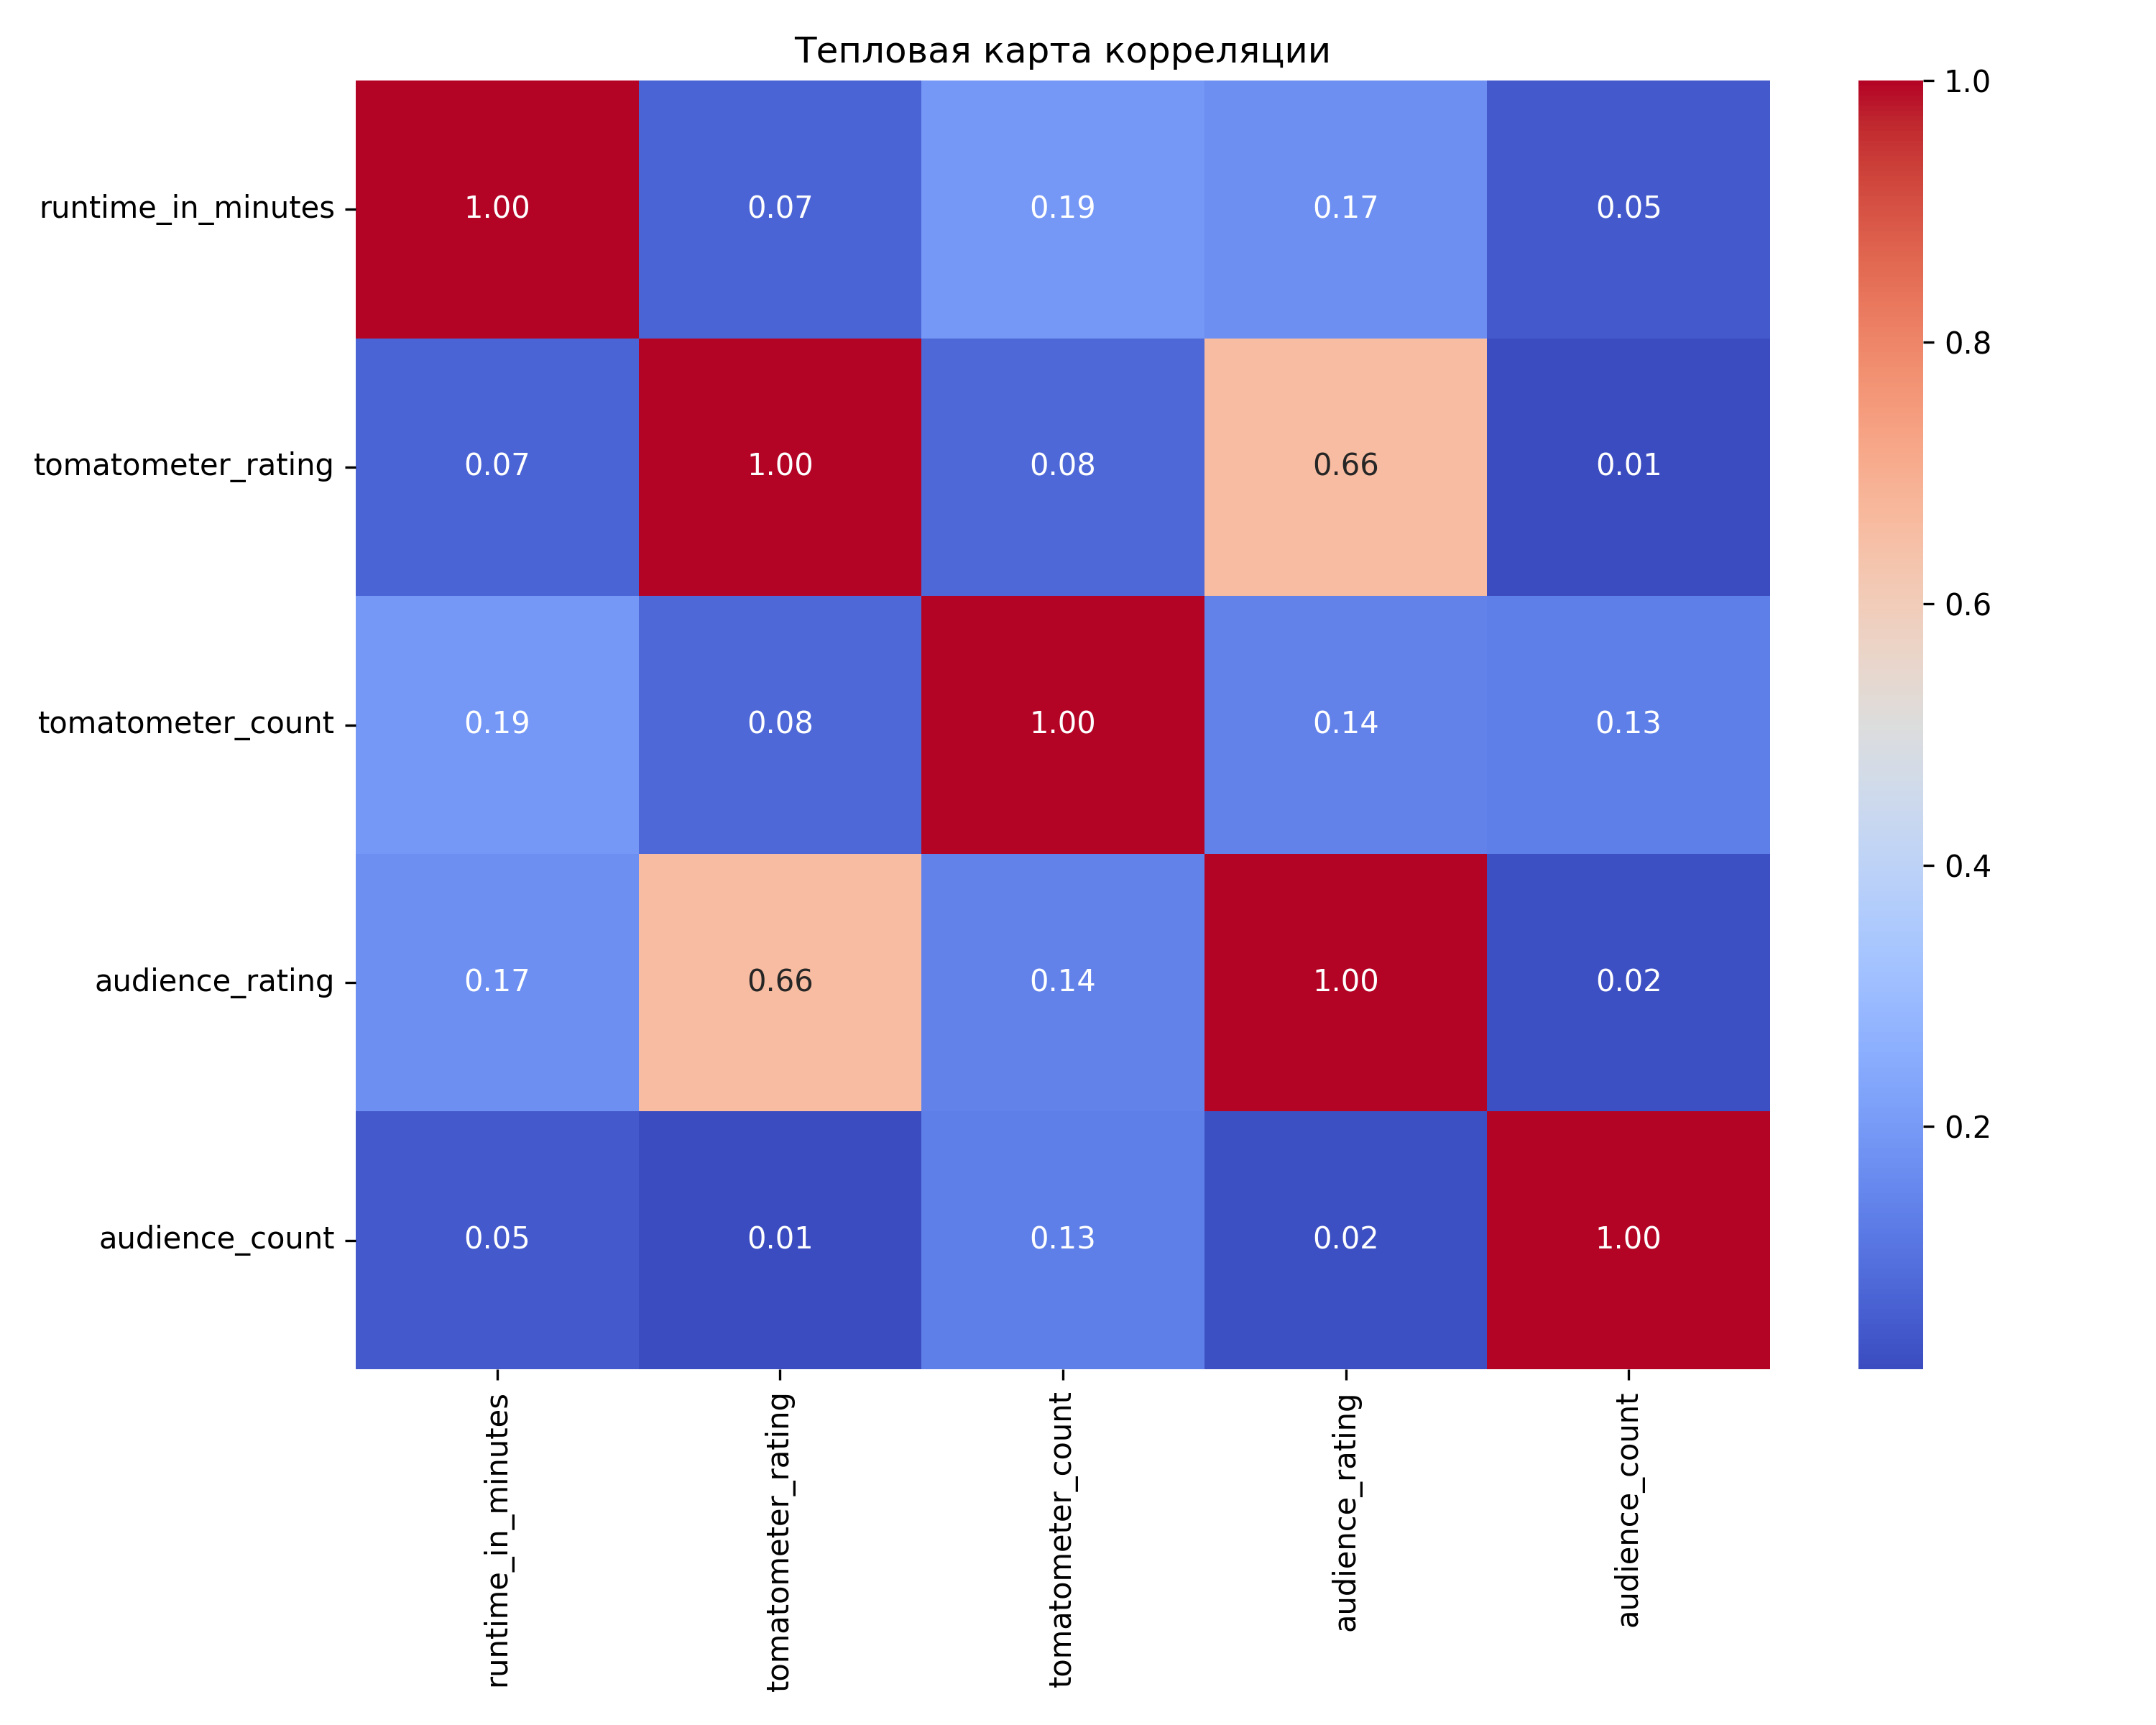 Тепловая карта корреляции
runtime_in_minutes 1.00 0.07 0.19 0.17 0.05
tomatometer_rating 0.07 1.00 0.08 0.66 0.01
tomatometer_count 0.19 0.08 1.00 0.14 0.13
audience_rating 0.17 0.66 0.14 1.00 0.02
audience_count 0.05 0.01 0.13 0.02 1.00
runtime_in_minutes
tomatometer_rating
tomatometer_count
audience_rating
audience_count
1.0
0.8
0.6
0.4
0.2